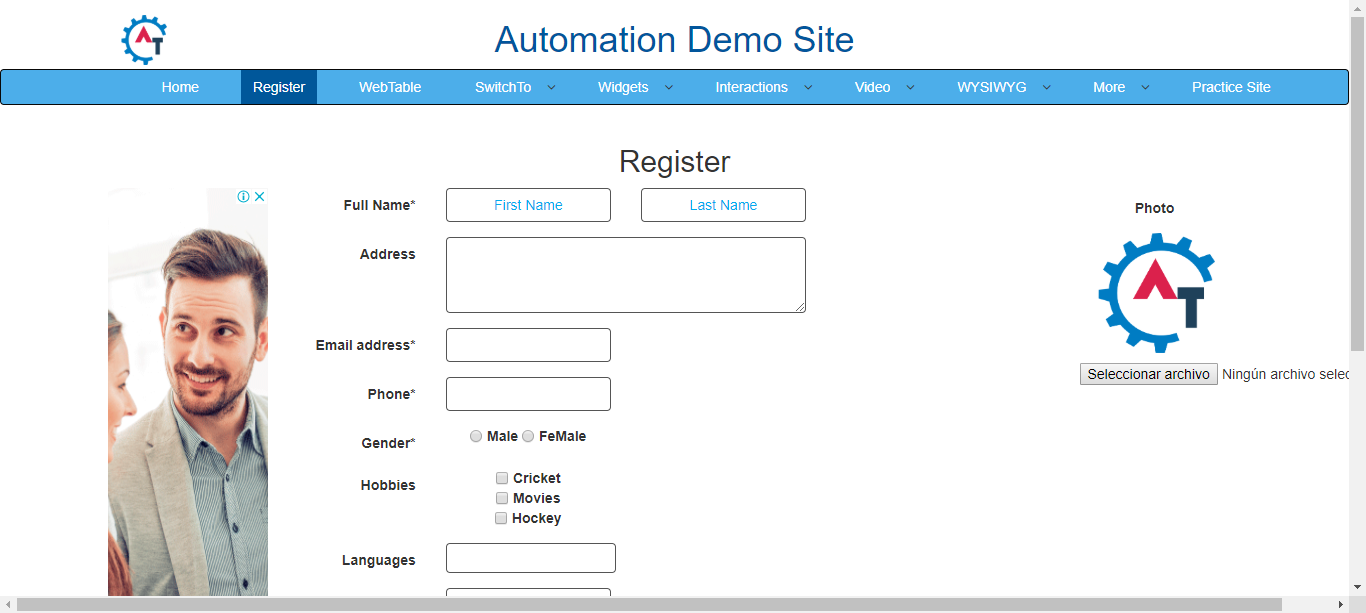 AT
Automation Demo Site
Home Register WebTable SwitchTo Widgets Interactions Video WYSIWYG More Practice Site
Register
Full Name* First Name Last Name
Photo
Address
AT
Email address*
Seleccionar archivo Ningún archivo selec
Phone*
Gender* Male FeMale
Hobbies Cricket
Movies
Hockey
Languages